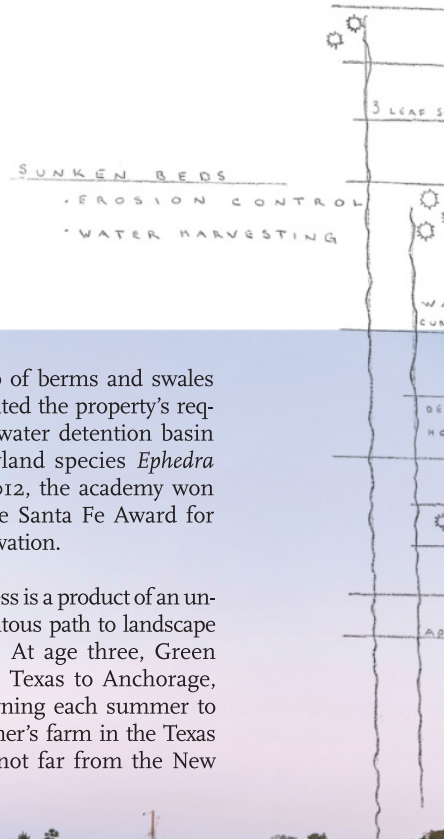 3 LEAF S
SUNKEN BEDS
· EROSION CONTROL
· WATER HARVESTING
of berms and swales
ted the property's req-
water detention basin
land species Ephedra
012, the academy won
e Santa Fe Award for
vation.
ss is a product of an un-
tous path to landscape
At age three, Green
Texas to Anchorage,
ning each summer to
er's farm in the Texas
not far from the New